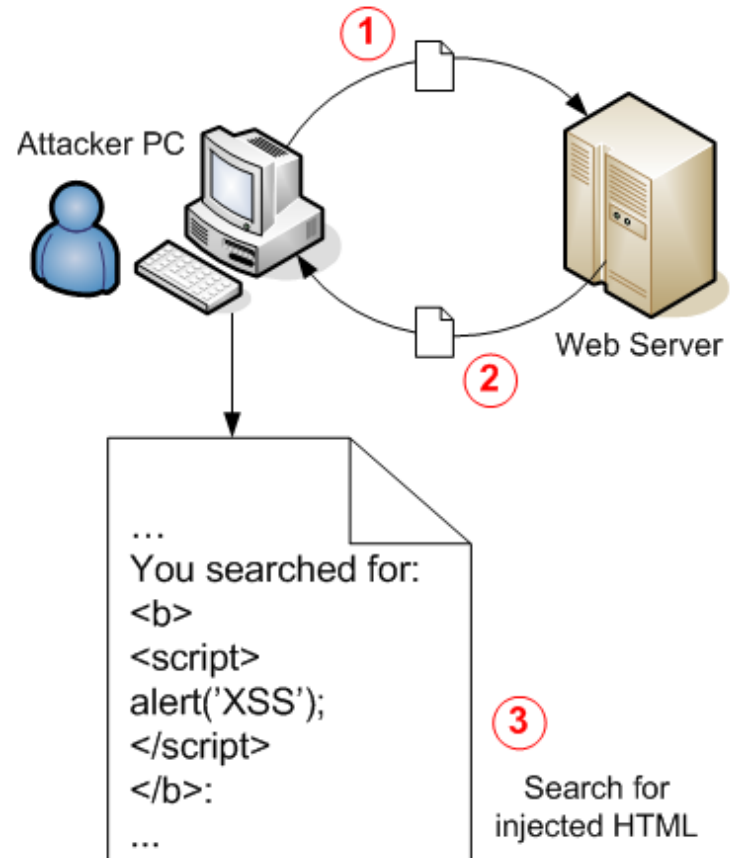 1
Attacker PC
Web Server
2
…
You searched for:
<b>
<script>
alert(’XSS’);
</script>
</b>:
...
3
Search for
injected HTML